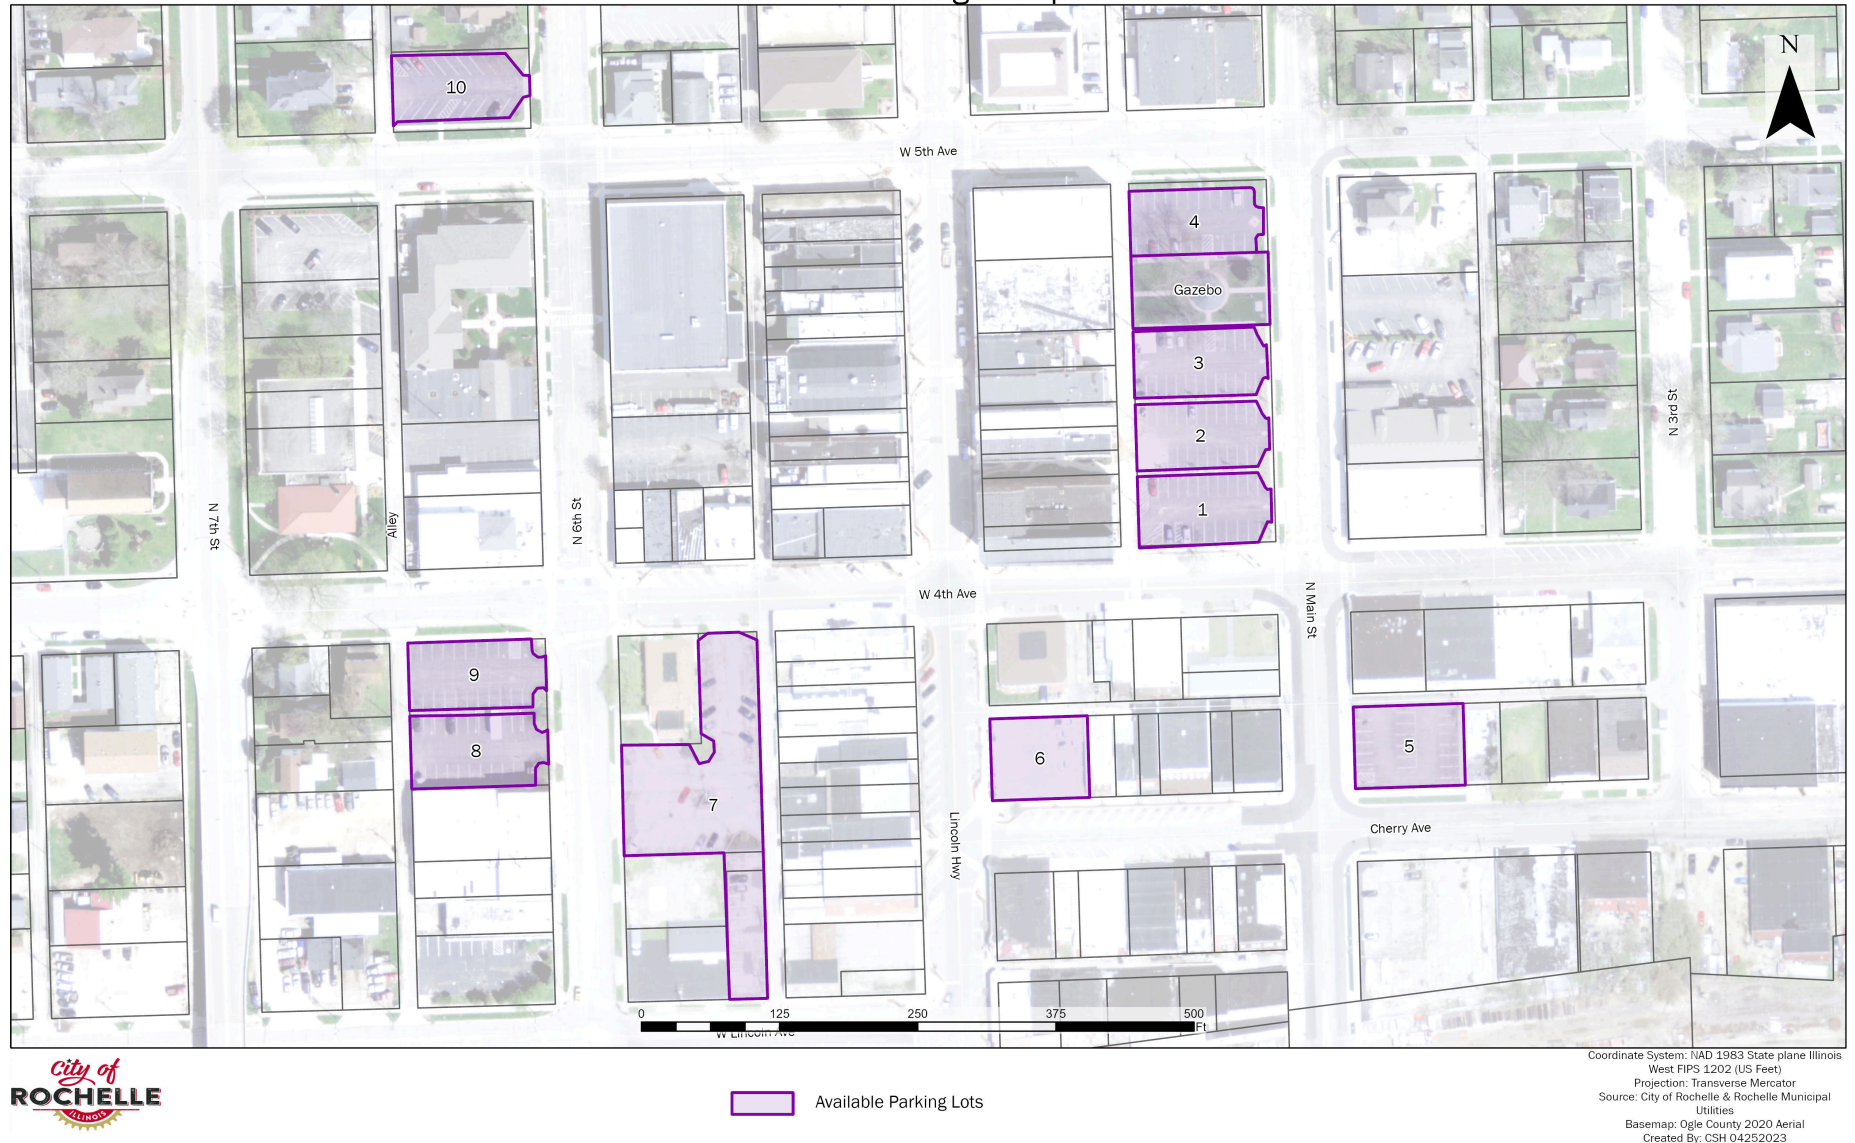 N
10
W 5th Ave
4
Gazebo
3
2
1
N 3rd St
N 7th St
Alley
N 6th St
W 4th Ave
N Main St
9
8
7
6
5
Lincoln Hwy
Cherry Ave
0 125 250 375 500
Ft
W Lincoln Ave
City of
ROCHELLE
ILLINOIS
Available Parking Lots
Coordinate System: NAD 1983 State plane Illinois
West FIPS 1202 (US Feet)
Projection: Transverse Mercator
Source: City of Rochelle & Rochelle Municipal
Utilities
Basemap: Ogle County 2020 Aerial
Created By: CSH 04252023